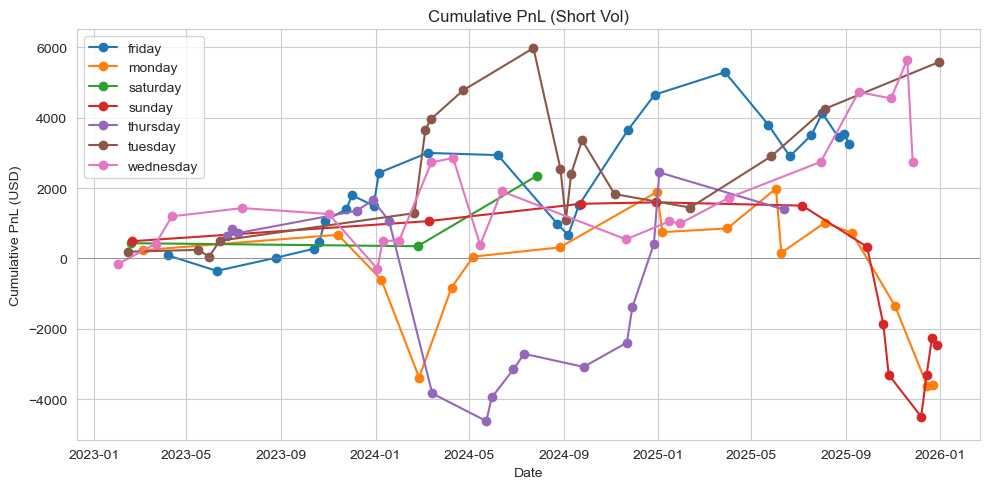 Cumulative PnL (Short Vol)
friday
monday
saturday
sunday
thursday
tuesday
wednesday
Cumulative PnL (USD)
6000
4000
2000
0
−2000
−4000
2023-01
2023-05
2023-09
2024-01
2024-05
2024-09
2025-01
2025-05
2025-09
2026-01
Date